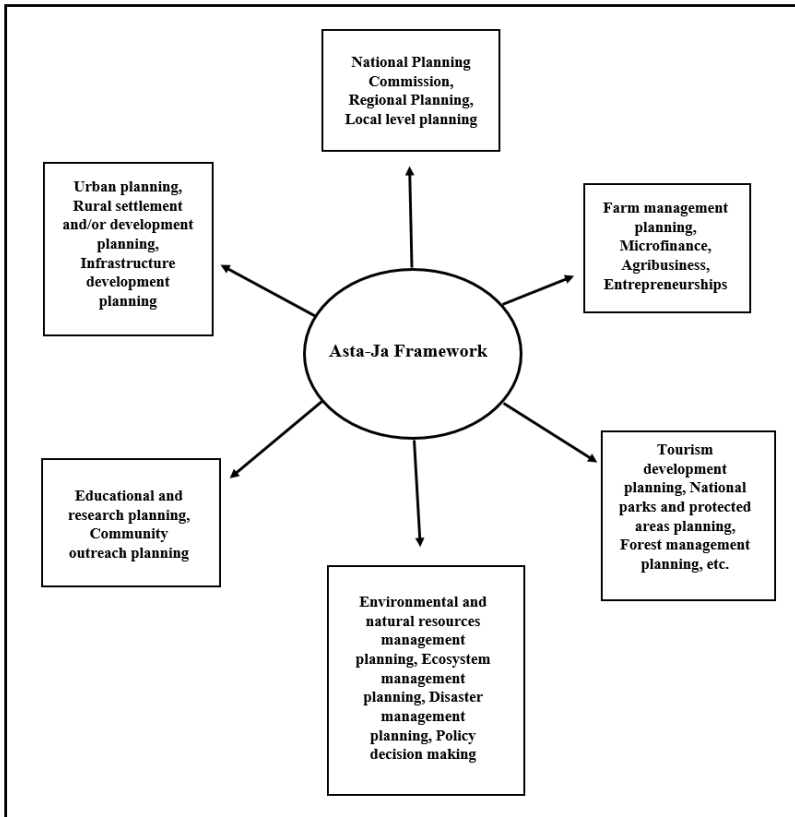 National Planning
Commission,
Regional Planning,
Local level planning
Urban planning,
Rural settlement
and/or development
planning,
Infrastructure
development
planning
Farm management
planning,
Microfinance,
Agribusiness,
Entrepreneurships
Asta-Ja Framework
Educational and
research planning,
Community
outreach planning
Tourism
development
planning, National
parks and protected
areas planning,
Forest management
planning, etc.
Environmental and
natural resources
management
planning, Ecosystem
management
planning, Disaster
management
planning, Policy
decision making